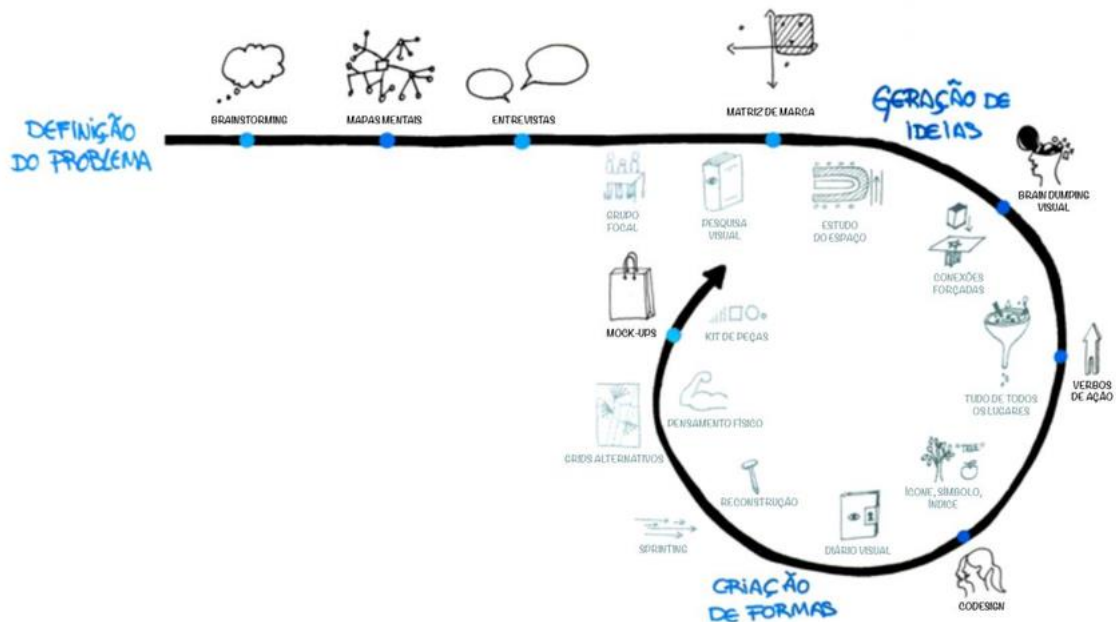 DEFINIÇÃO
DO PROBLEMA
BRAINSTORMING
MAPAS MENTAIS
ENTREVISTAS
MATRIZ DE MARCA
GERAÇÃO DE
IDEIAS
GRUPO
FOCAL
PESQUISA
VISUAL
ESTUDO
DO ESPAÇO
BRAIN DUMPING
VISUAL
CONEXÕES
FORÇADAS
MOCK-UPS
KIT DE PEÇAS
VERBOS
DE AÇÃO
TUDO DE TODOS
OS LUGARES
PENSAMENTO FÍSICO
GRIDS ALTERNATIVOS
"TREE"
ÍCONE, SÍMBOLO,
ÍNDICE
RECONSTRUÇÃO
SPRINTING
DIÁRIO VISUAL
CRIAÇÃO
DE FORMAS
CODESIGN